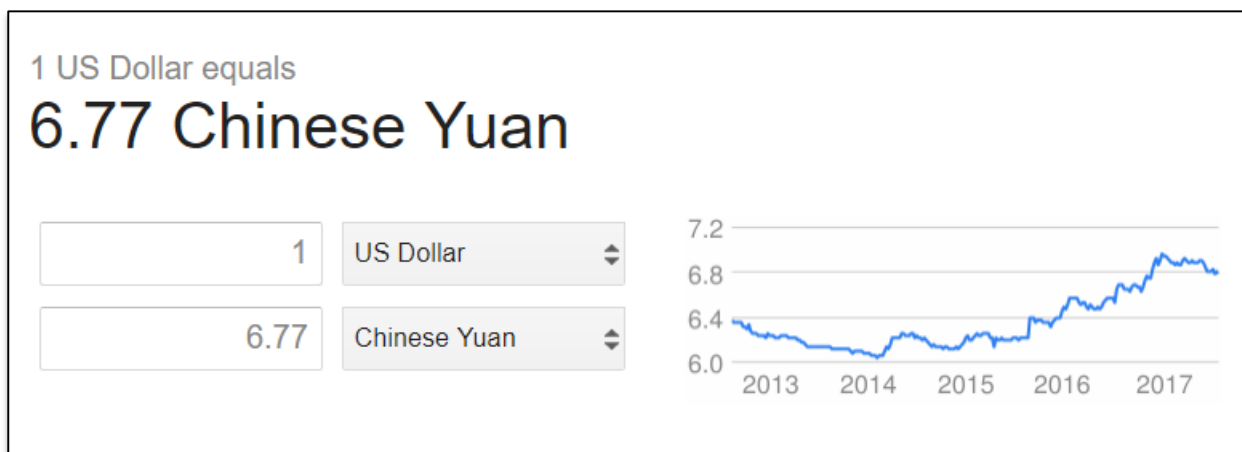 1 US Dollar equals
6.77 Chinese Yuan
1 US Dollar
6.77 Chinese Yuan
7.2
6.8
6.4
6.0
2013 2014 2015 2016 2017